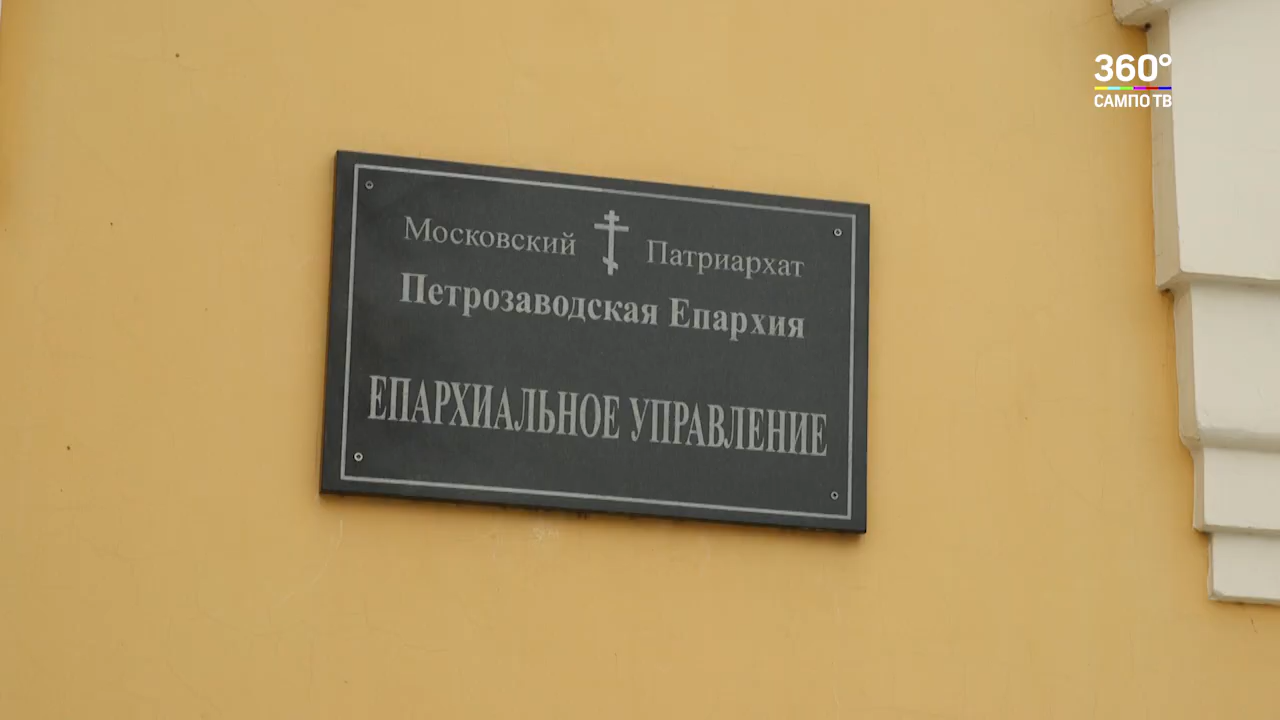 360°
САМПО ТВ
Московский Патриархат
Петрозаводская Епархия
ЕПАРХИАЛЬНОЕ УПРАВЛЕНИЕ